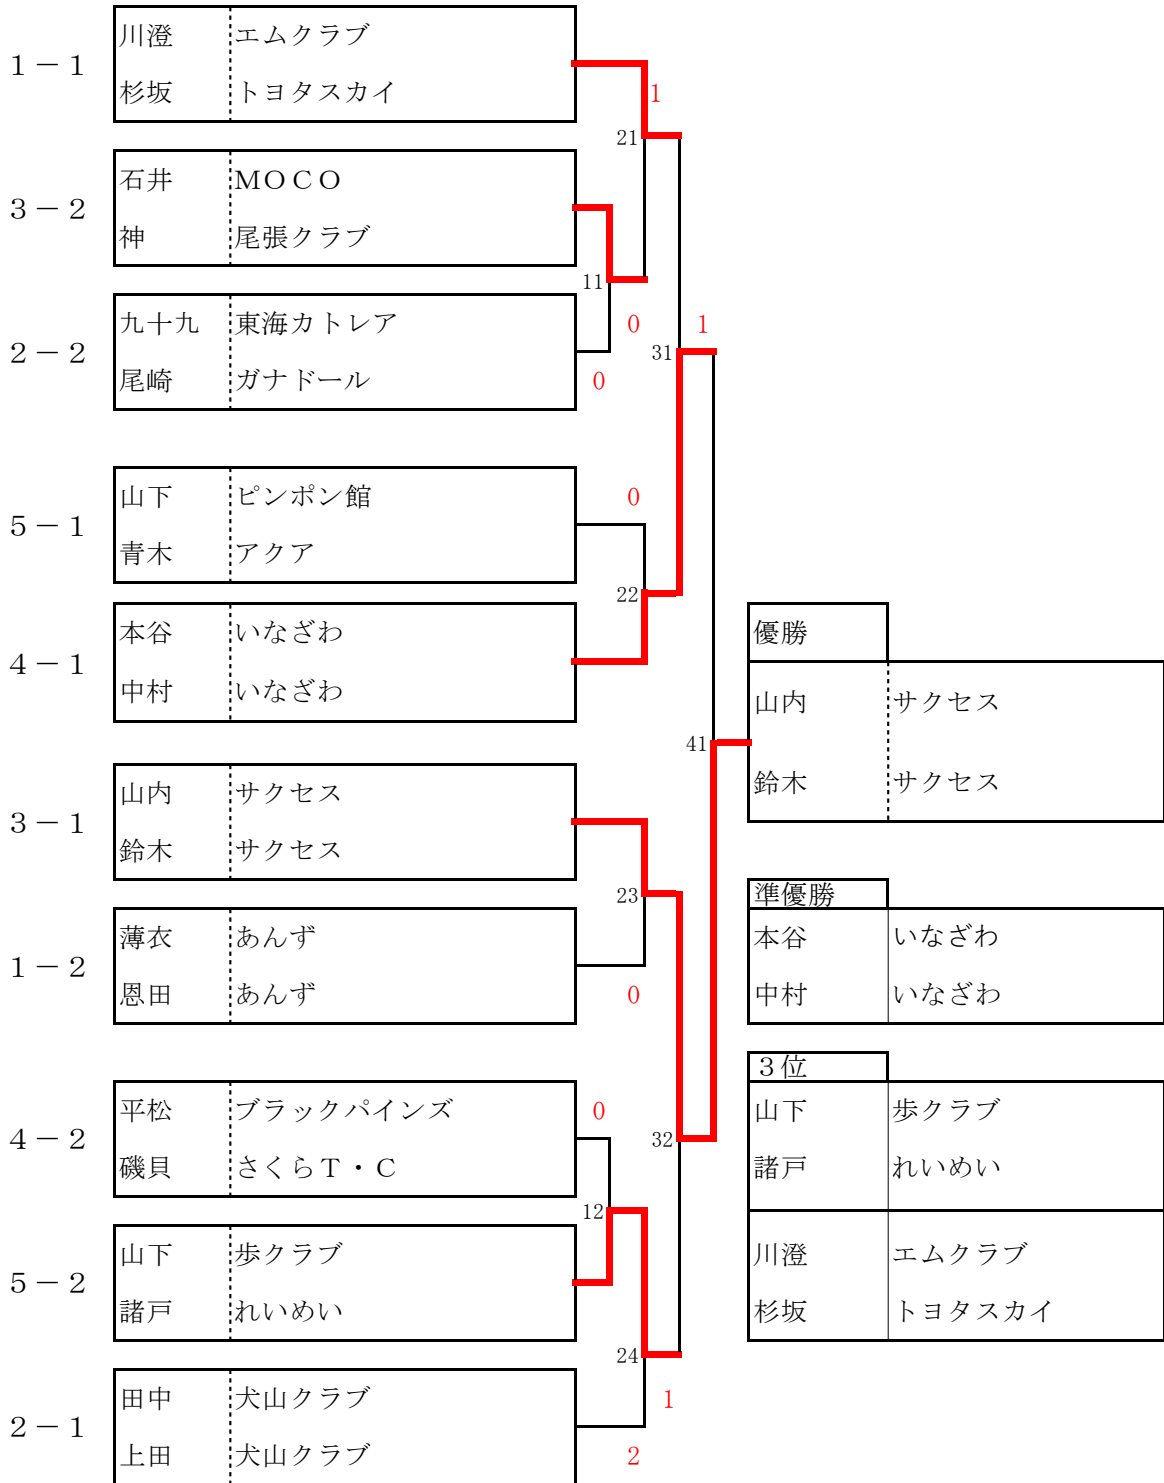 川澄 エムクラブ
1－1
杉坂 トヨタスカイ
1
21
石井 MOCO
3－2
神 尾張クラブ
11
九十九 東海カトレア
0 1
2－2
31
尾崎 ガナドール
0
山下 ピンポン館
0
5－1
青木 アクア
22
本谷 いなざわ
4－1
中村 いなざわ
優勝
山内 サクセス
41
鈴木 サクセス
山内 サクセス
3－1
鈴木 サクセス
23
準優勝
薄衣 あんず
1－2
恩田 あんず
0
本谷 いなざわ
中村 いなざわ
3位
平松 ブラックパインズ
0
4－2
32
磯貝 さくらT・C
山下 歩クラブ
諸戸 れいめい
12
山下 歩クラブ
5－2
諸戸 れいめい
川澄 エムクラブ
杉坂 トヨタスカイ
24
田中 犬山クラブ
1
2－1
上田 犬山クラブ
2